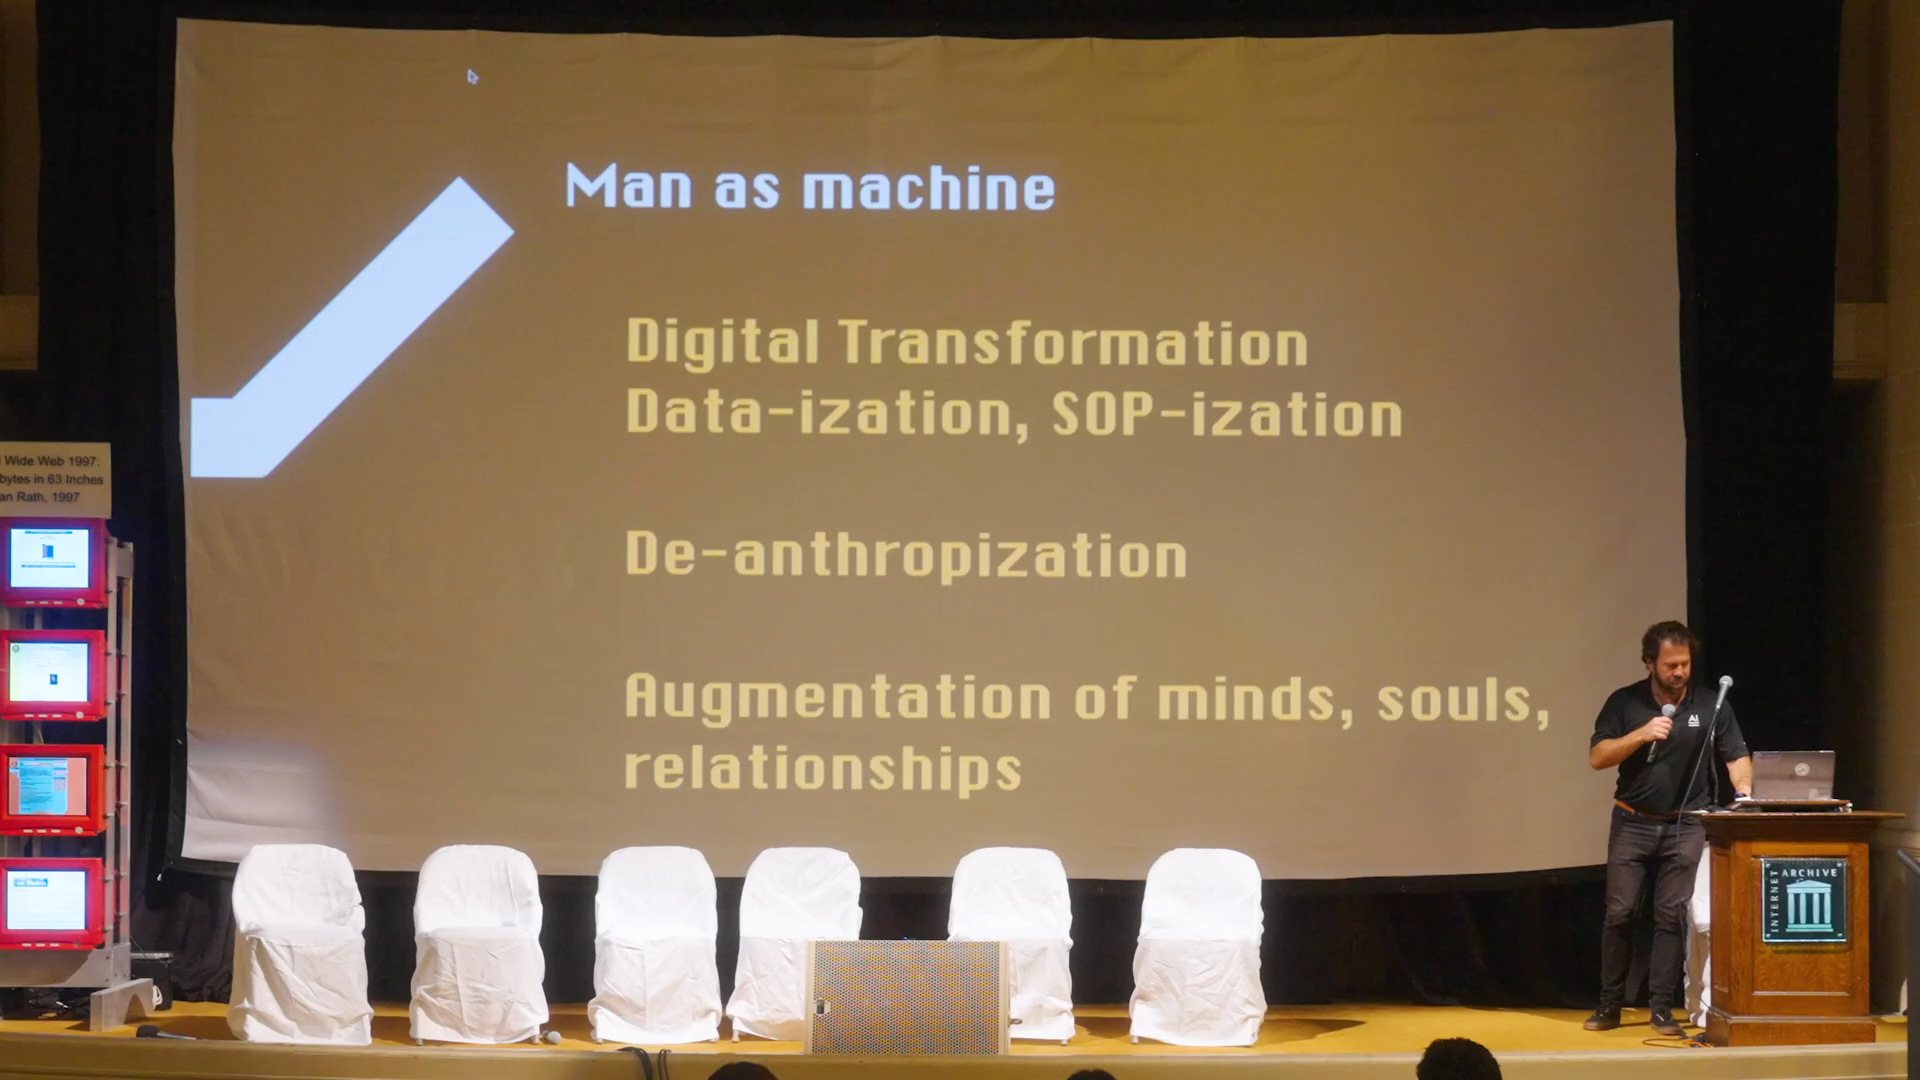 Man as machine
Digital Transformation
Data-ization, SOP-ization
De-anthropization
Augmentation of minds, souls,
relationships
Wide Web 1997:
bytes in 63 Inches
an Rath, 1997
AI
INTERNET
ARCHIVE